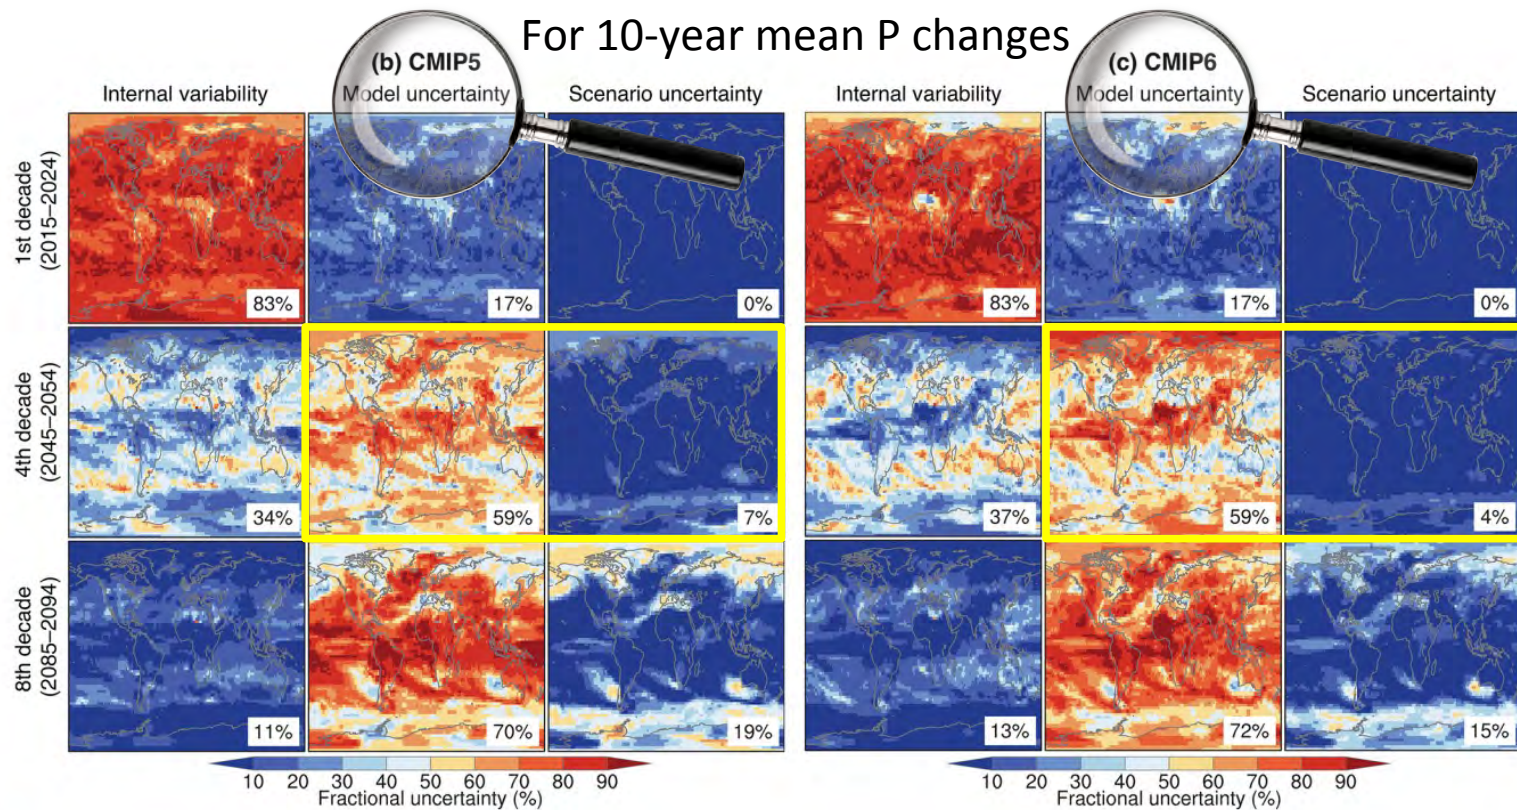 For 10-year mean P changes
(b) CMIP5
(c) CMIP6
Internal variability
Model uncertainty
Scenario uncertainty
Internal variability
Model uncertainty
Scenario uncertainty
1st decade
(2015–2024)
83%
17%
0%
83%
17%
0%
4th decade
(2045–2054)
34%
59%
7%
37%
59%
4%
8th decade
(2085–2094)
11%
70%
19%
13%
72%
15%
10 20 30 40 50 60 70 80 90
10 20 30 40 50 60 70 80 90
Fractional uncertainty (%)
Fractional uncertainty (%)